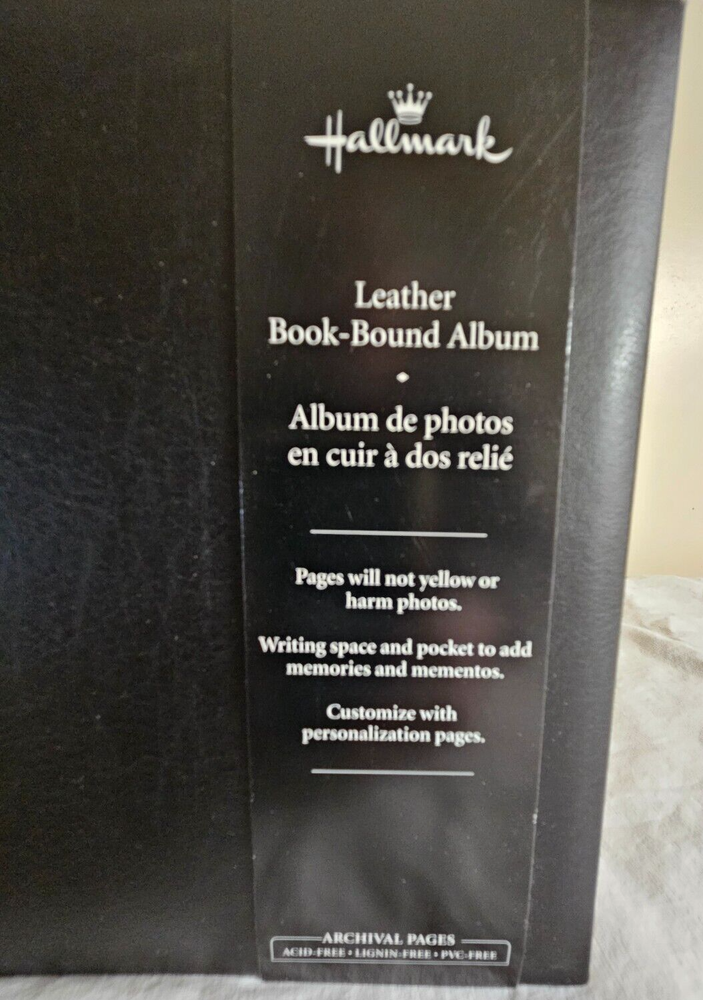 Hallmark
Leather
Book-Bound Album
Album de photos
en cuir à dos relié
Pages will not yellow or
harm photos.
Writing space and pocket to add
memories and mementos.
Customize with
personalization pages.
ARCHIVAL PAGES
ACID-FREE • LIGNIN-FREE • PVC-FREE